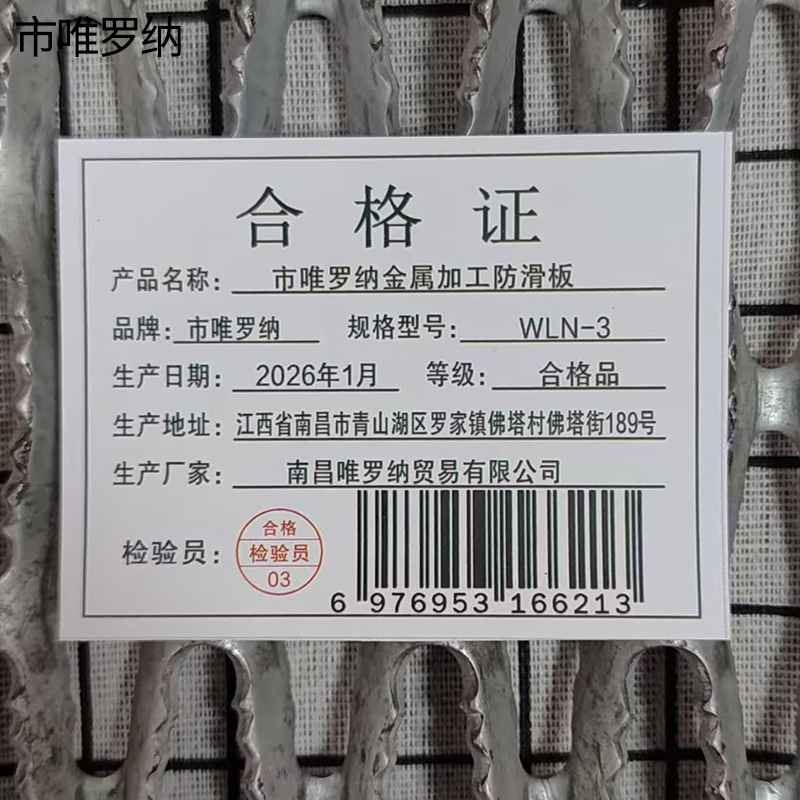 市唯罗纳
合格证
产品名称：市唯罗纳金属加工防滑板
品牌：市唯罗纳 规格型号：WLN-3
生产日期：2026年1月 等级：合格品
生产地址：江西省南昌市青山湖区罗家镇佛塔村佛塔街189号
生产厂家：南昌唯罗纳贸易有限公司
检验员：
合格
检验员
03
6 976953 166213